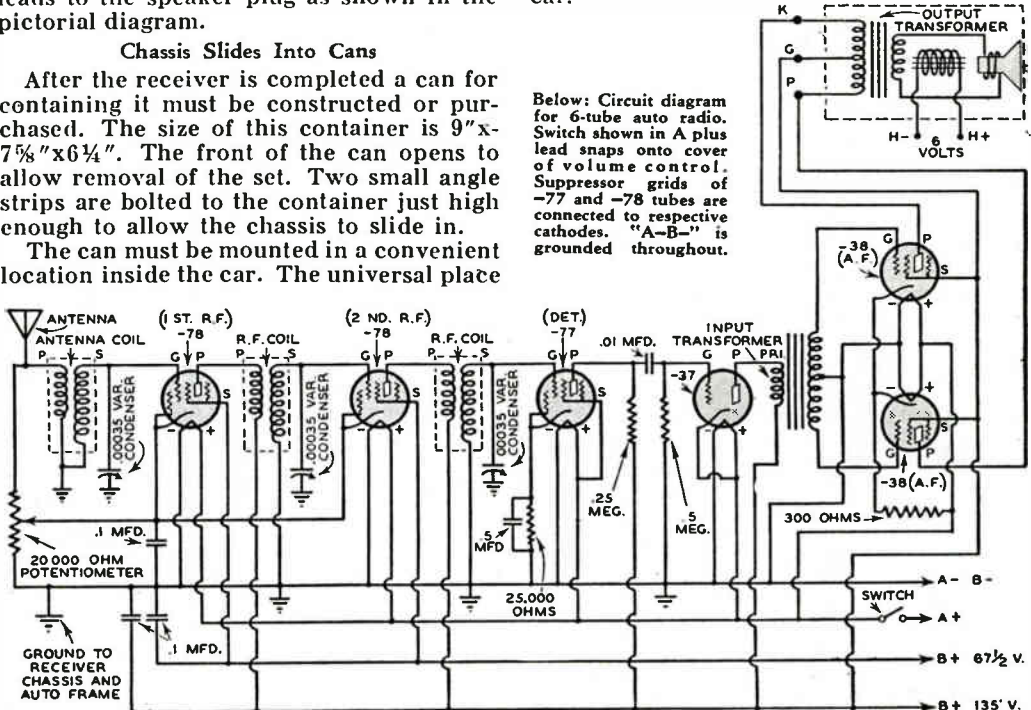 leads to the speaker plug as shown in the
pictorial diagram.
Chassis Slides Into Cans
After the receiver is completed a can for
containing it must be constructed or pur-
chased. The size of this container is 9"x-
7⅝"x6¼". The front of the can opens to
allow removal of the set. Two small angle
strips are bolted to the container just high
enough to allow the chassis to slide in.
The can must be mounted in a convenient
location inside the car. The universal place
car.
Below: Circuit diagram
for 6-tube auto radio.
Switch shown in A plus
lead snaps onto cover
of volume control.
Suppressor grids of
-77 and -78 tubes are
connected to respective
cathodes. "A-B-" is
grounded throughout.
K
G
P
OUTPUT
TRANSFORMER
H-
H+
6
VOLTS
G
P
-38
(A.F.)
S
-
+
-
+
S
G
P
-38 (A.F.)
300 OHMS
ANTENNA
ANTENNA COIL
P
S
.00035 VAR.
CONDENSER
(1 ST. R.F.)
-78
G
P
S
-
+
R.F. COIL
P
S
.00035 VAR.
CONDENSER
(2 ND. R.F.)
-78
G
P
S
-
+
R.F. COIL
P
S
.00035 VAR.
CONDENSER
(DET.)
-77
G
P
S
-
+
.01 MFD.
INPUT
TRANSFORMER
G
P
PRI.
-37
-
+
.25
MEG.
.5
MEG.
.5
MFD
25,000
OHMS
.1 MFD.
20000 OHM
POTENTIOMETER
.1 MFD.
GROUND TO
RECEIVER
CHASSIS AND
AUTO FRAME
A- B-
SWITCH
A+
B+ 67½ V.
B+ 135' V.